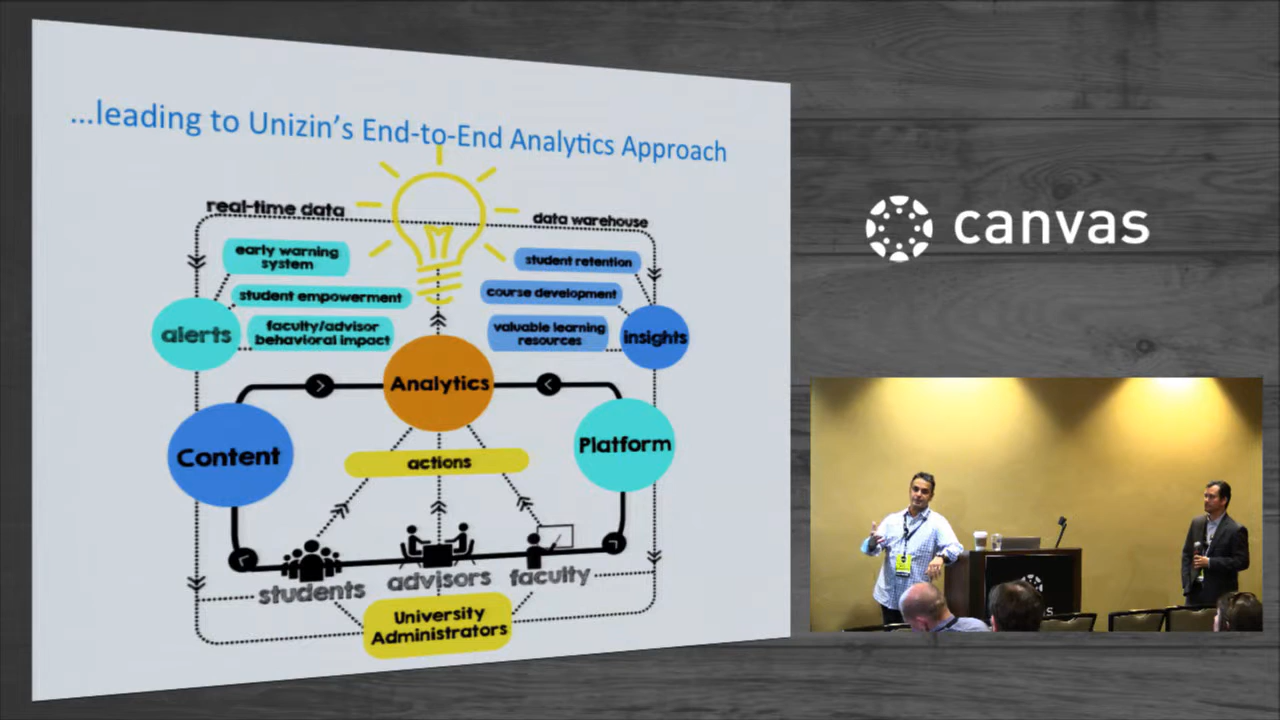 ...leading to Unizin's End-to-End Analytics Approach
real-time data
data warehouse
early warning
system
student retention
student empowerment
course development
alerts
faculty/advisor
behavioral impact
valuable learning
resources
insights
Analytics
Content
Platform
actions
students
advisors
faculty
University
Administrators
canvas